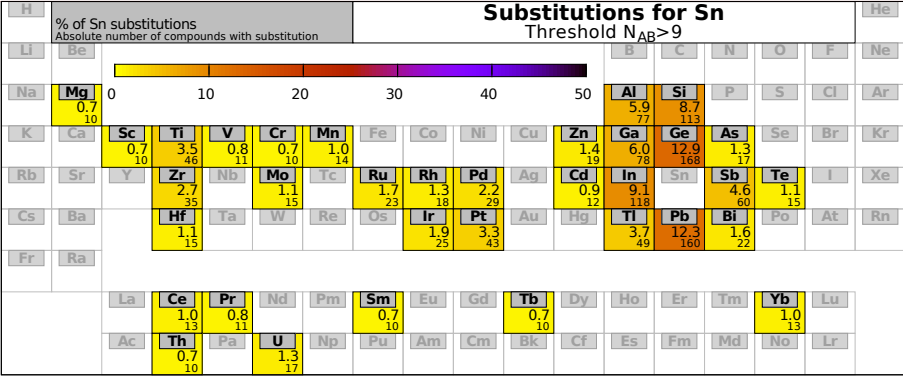 H He
% of Sn substitutions
Absolute number of compounds with substitution
Substitutions for Sn
Threshold N_AB>9
Li Be B C N O F Ne
0 10 20 30 40 50
Na Mg Al Si P S Cl Ar
0.7 5.9 8.7
10 77 113
K Ca Sc Ti V Cr Mn Fe Co Ni Cu Zn Ga Ge As Se Br Kr
0.7 3.5 0.8 0.7 1.0 1.4 6.0 12.9 1.3
10 46 11 10 14 19 78 168 17
Rb Sr Y Zr Nb Mo Tc Ru Rh Pd Ag Cd In Sn Sb Te I Xe
2.7 1.1 1.7 1.3 2.2 0.9 9.1 4.6 1.1
35 15 23 18 29 12 118 60 15
Cs Ba Hf Ta W Re Os Ir Pt Au Hg Tl Pb Bi Po At Rn
1.1 1.9 3.3 3.7 12.3 1.6
15 25 43 49 160 22
Fr Ra
La Ce Pr Nd Pm Sm Eu Gd Tb Dy Ho Er Tm Yb Lu
1.0 0.8 0.7 0.7 1.0
13 11 10 10 13
Ac Th Pa U Np Pu Am Cm Bk Cf Es Fm Md No Lr
0.7 1.3
10 17